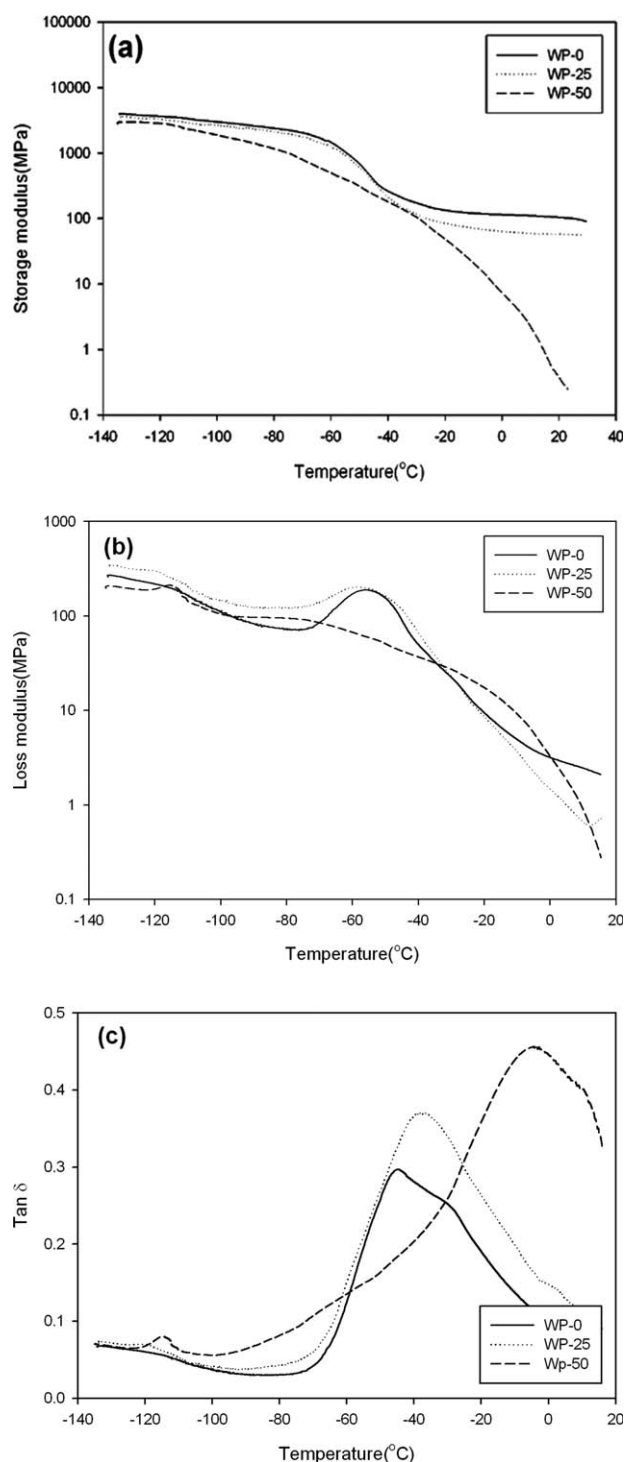 (a)
WP-0
WP-25
WP-50
100000
10000
1000
100
10
1
0.1
Storage modulus(MPa)
-140 -120 -100 -80 -60 -40 -20 0 20 40
Temperature(°C)
(b)
WP-0
WP-25
WP-50
1000
100
10
1
0.1
Loss modulus(MPa)
-140 -120 -100 -80 -60 -40 -20 0 20
Temperature(°C)
(c)
0.5
0.4
0.3
0.2
0.1
0.0
Tan δ
WP-0
WP-25
Wp-50
-140 -120 -100 -80 -60 -40 -20 0 20
Temperature(°C)